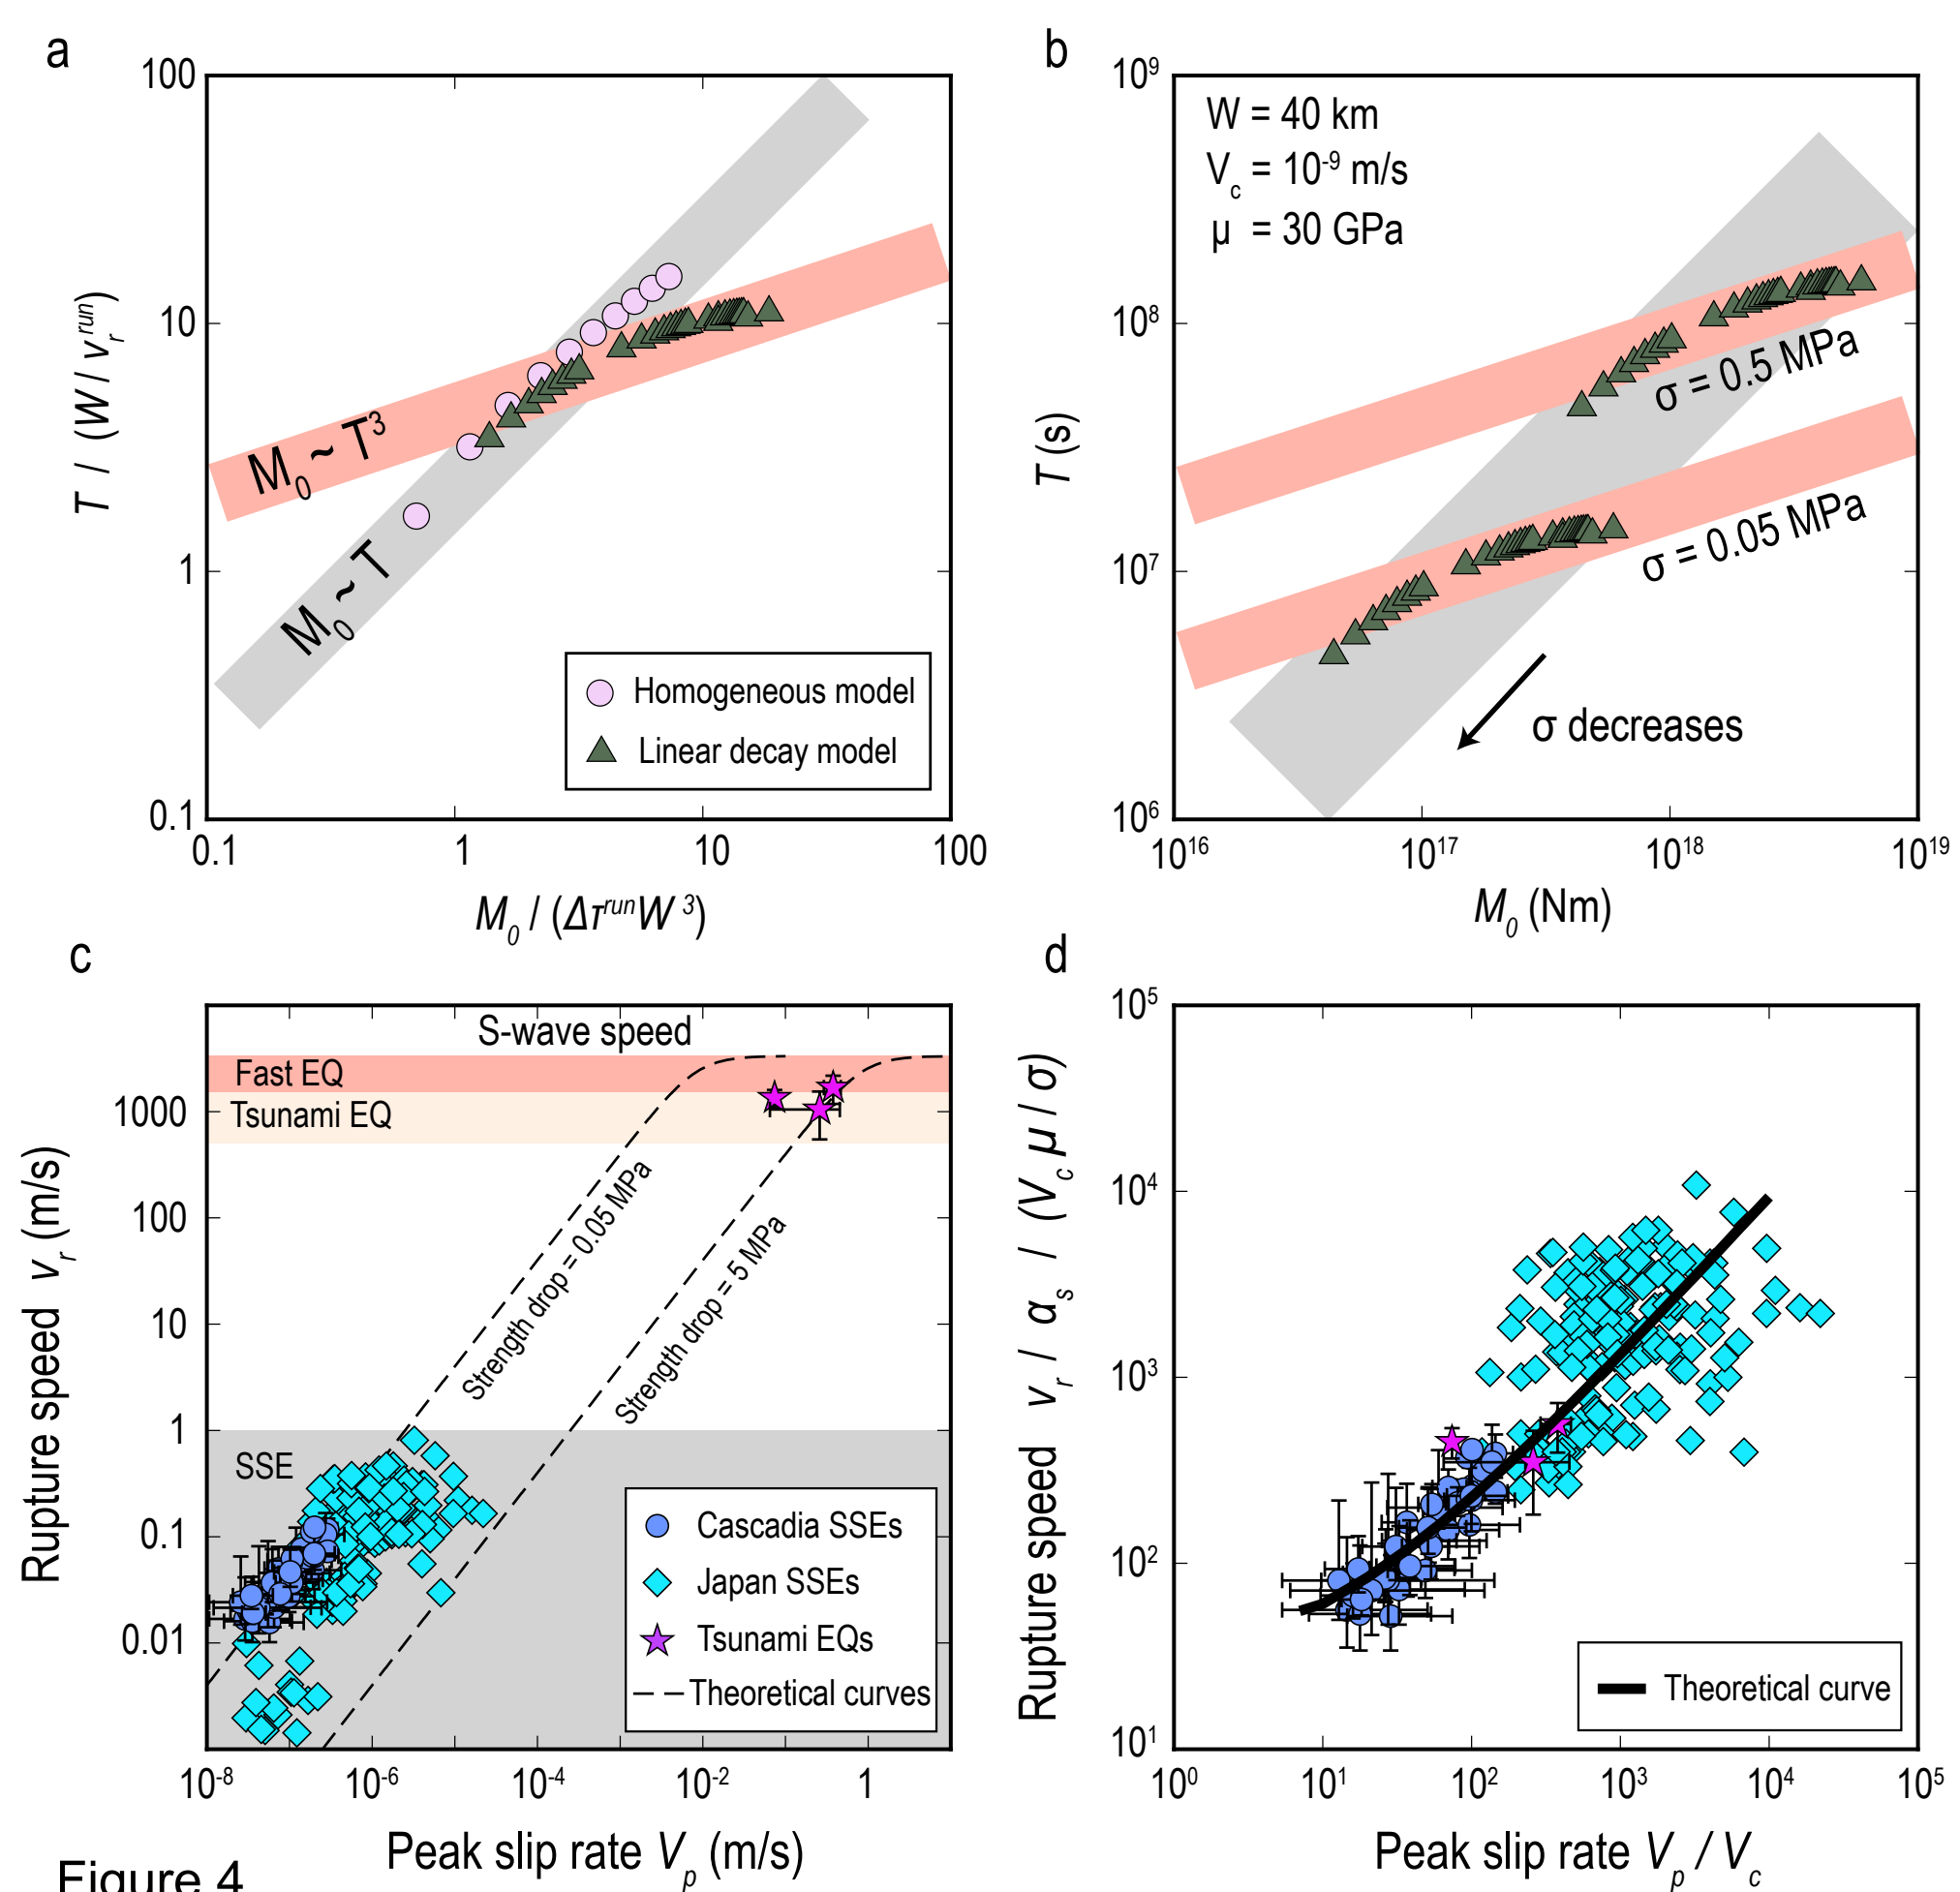 a
100
10
1
0.1
0.1
1
10
100
T / (W / v_r^run)
M_0 / (Δτ^run W^3)
M_0 ~ T^3
M_0 ~ T
Homogeneous model
Linear decay model
b
10^9
10^8
10^7
10^6
10^16
10^17
10^18
10^19
T (s)
M_0 (Nm)
W = 40 km
V_c = 10^-9 m/s
μ = 30 GPa
σ = 0.5 MPa
σ = 0.05 MPa
σ decreases
c
S-wave speed
Fast EQ
Tsunami EQ
SSE
1000
100
10
1
0.1
0.01
10^-8
10^-6
10^-4
10^-2
1
Rupture speed v_r (m/s)
Peak slip rate V_p (m/s)
Strength drop = 0.05 MPa
Strength drop = 5 MPa
Cascadia SSEs
Japan SSEs
Tsunami EQs
Theoretical curves
d
10^5
10^4
10^3
10^2
10^1
10^0
10^1
10^2
10^3
10^4
10^5
Rupture speed v_r / α_s / (V_c μ / σ)
Peak slip rate V_p / V_c
Theoretical curve
Figure 4